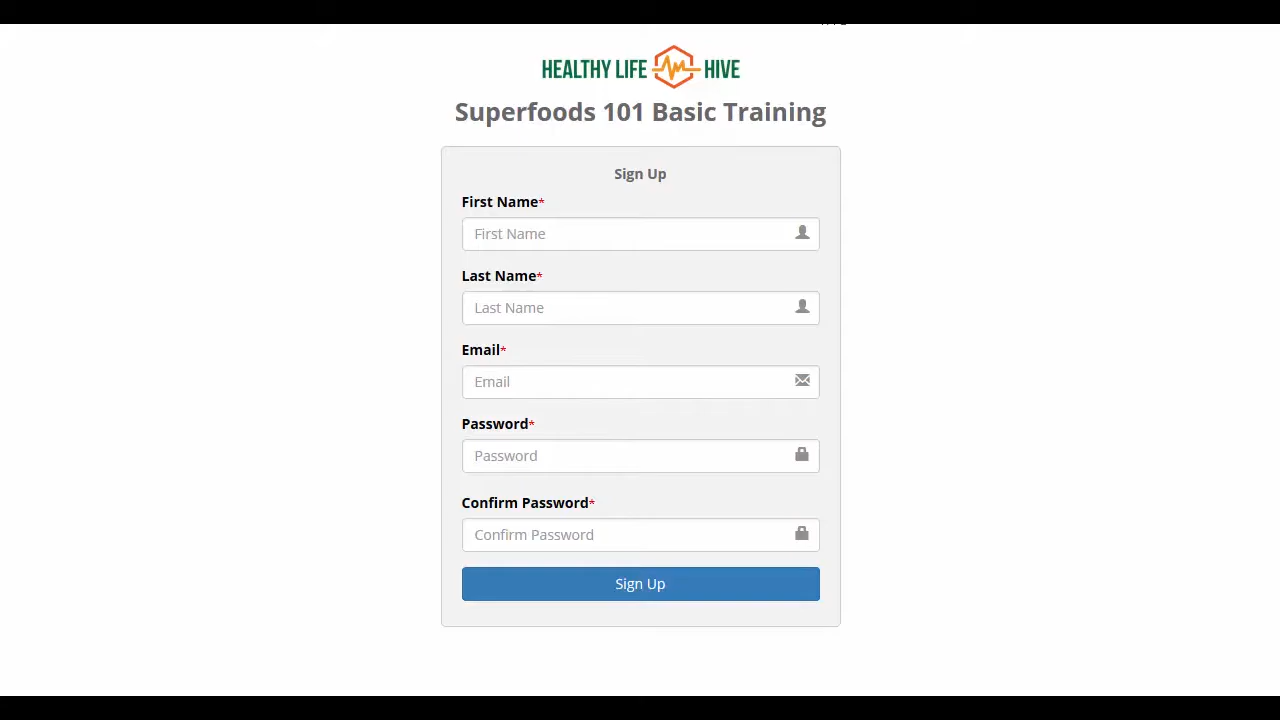 HEALTHY LIFE HIVE
Superfoods 101 Basic Training
Sign Up
First Name*
First Name
Last Name*
Last Name
Email*
Email
Password*
Password
Confirm Password*
Confirm Password
Sign Up